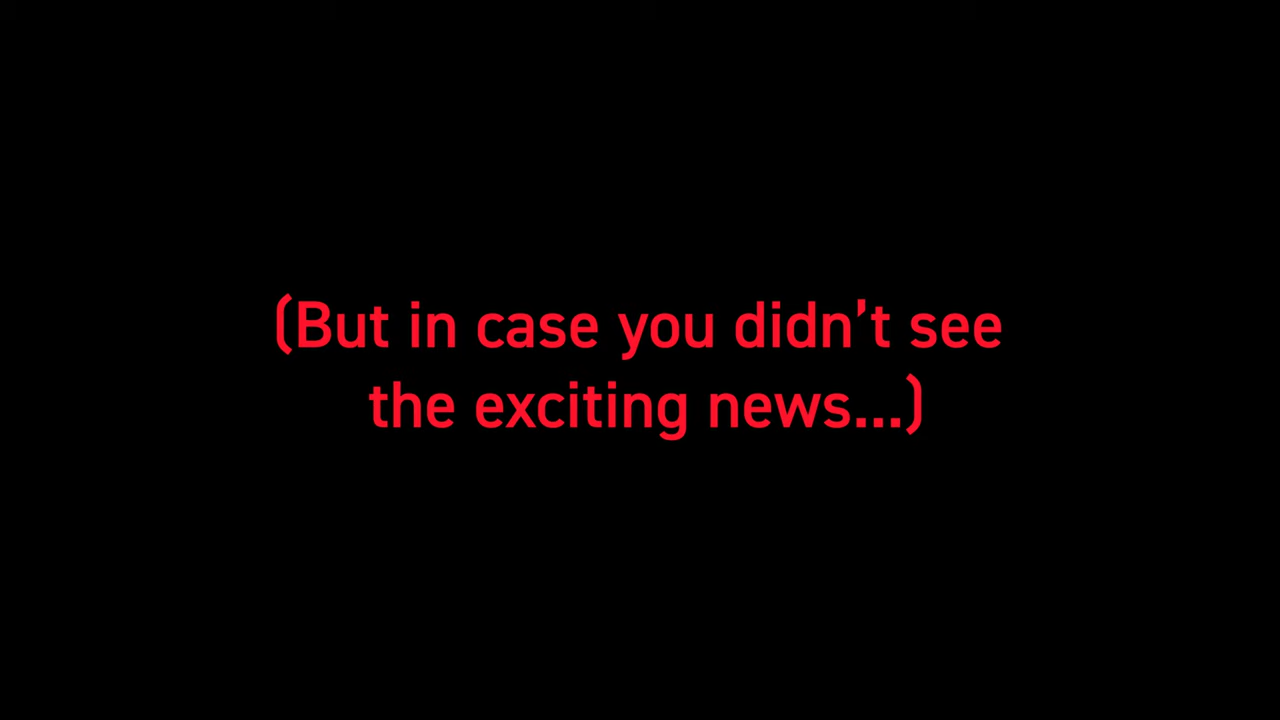 (But in case you didn’t see
the exciting news...)